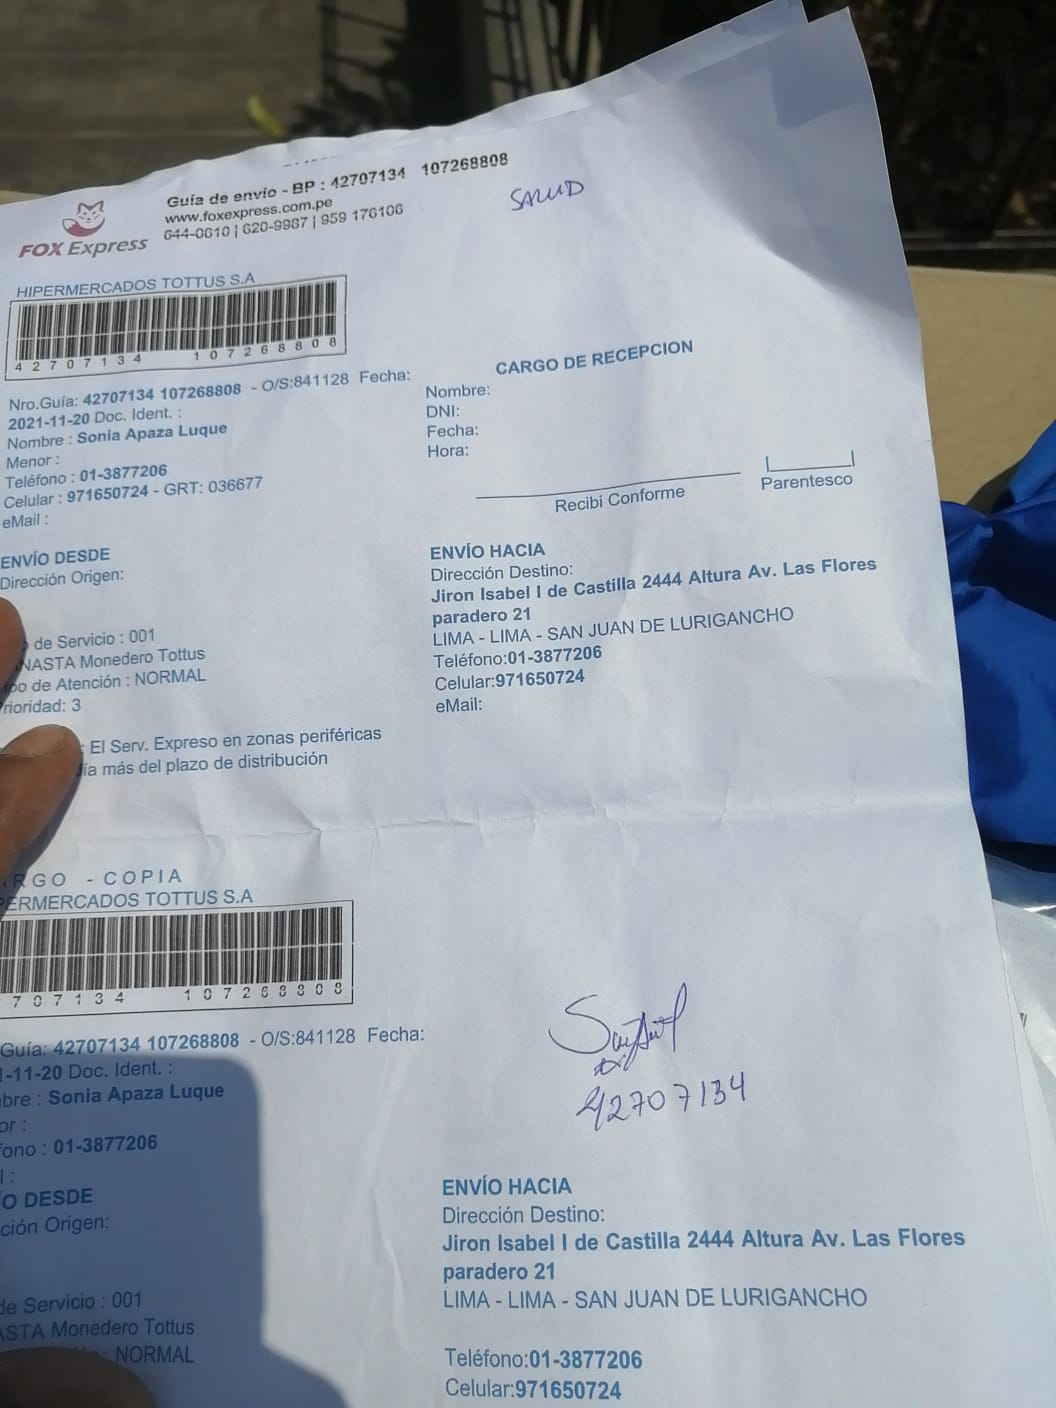 Guía de envío - BP : 42707134 107268808
www.foxexpress.com.pe
644-0610 | 620-9987 | 959 176106
FOX Express
SALUD
HIPERMERCADOS TOTTUS S.A
42707134 107268808
Nro.Guía: 42707134 107268808 - O/S:841128 Fecha:
2021-11-20 Doc. Ident. :
Nombre : Sonia Apaza Luque
Menor :
Teléfono : 01-3877206
Celular : 971650724 - GRT: 036677
eMail :
CARGO DE RECEPCION
Nombre:
DNI:
Fecha:
Hora:
Recibi Conforme
Parentesco
ENVÍO DESDE
Dirección Origen:
de Servicio : 001
NASTA Monedero Tottus
po de Atención : NORMAL
rioridad: 3
: El Serv. Expreso en zonas periféricas
ía más del plazo de distribución
ENVÍO HACIA
Dirección Destino:
Jiron Isabel I de Castilla 2444 Altura Av. Las Flores
paradero 21
LIMA - LIMA - SAN JUAN DE LURIGANCHO
Teléfono:01-3877206
Celular:971650724
eMail:
RGO - COPIA
PERMERCADOS TOTTUS S.A
707134 107268808
Guía: 42707134 107268808 - O/S:841128 Fecha:
1-11-20 Doc. Ident. :
bre : Sonia Apaza Luque
or :
fono : 01-3877206
l :
O DESDE
ción Origen:
de Servicio : 001
ASTA Monedero Tottus
: NORMAL
42707134
ENVÍO HACIA
Dirección Destino:
Jiron Isabel I de Castilla 2444 Altura Av. Las Flores
paradero 21
LIMA - LIMA - SAN JUAN DE LURIGANCHO
Teléfono:01-3877206
Celular:971650724